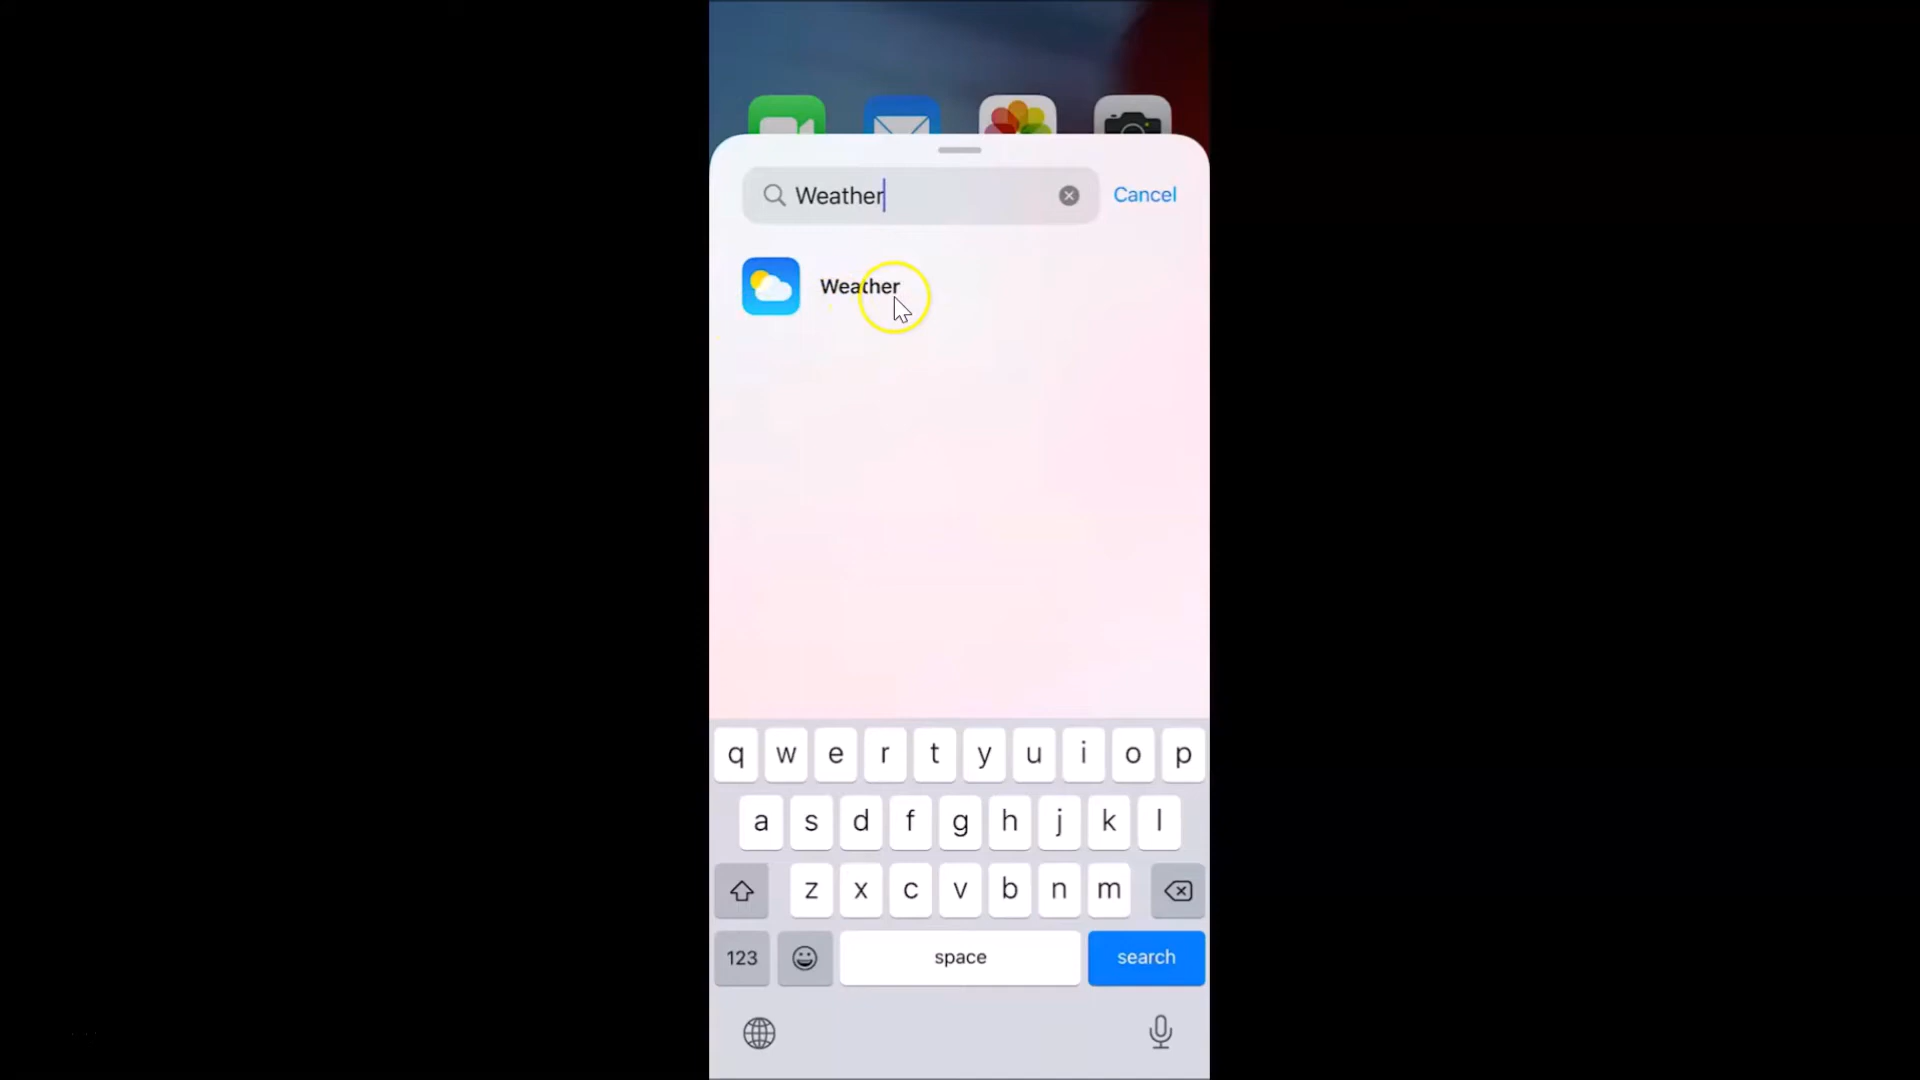 Weather
Cancel
Weather
q w e r t y u i o p
a s d f g h j k l
z x c v b n m
123 space search